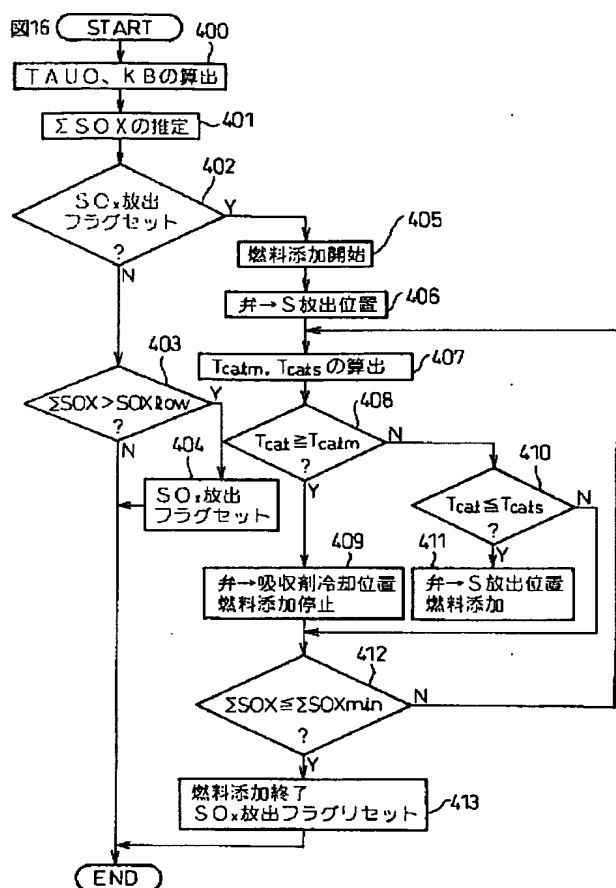 図16
START
400
TAUO、KBの算出
ΣSOXの推定
401
402
SOx放出
フラグセット
?
Y
N
405
燃料添加開始
弁→S放出位置
406
403
ΣSOX>SOXlow
?
Y
N
404
SOx放出
フラグセット
Tcatm, Tcatsの算出
407
408
Tcat≧Tcatm
?
N
Y
410
Tcat≦Tcats
?
N
Y
409
弁→吸収剤冷却位置
燃料添加停止
411
弁→S放出位置
燃料添加
412
ΣSOX≦ΣSOXmin
?
N
Y
燃料添加終了
SOx放出フラグリセット
413
END